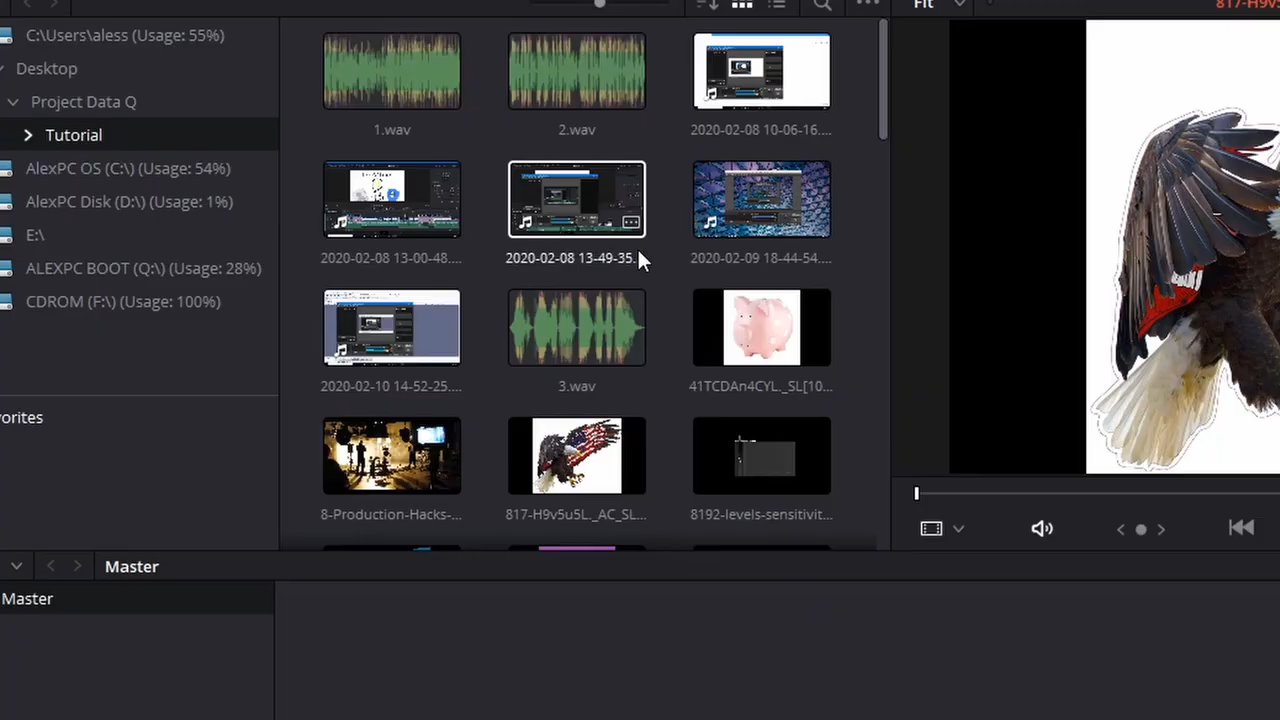 Fit
817-H9v5
C:\Users\aless (Usage: 55%)
Desktop
Project Data Q
Tutorial
AlexPC OS (C:\) (Usage: 54%)
AlexPC Disk (D:\) (Usage: 1%)
E:\
ALEXPC BOOT (Q:\) (Usage: 28%)
CDROM (F:\) (Usage: 100%)
vorites
1.wav
2.wav
2020-02-08 10-06-16....
2020-02-08 13-00-48....
2020-02-08 13-49-35...
2020-02-09 18-44-54....
2020-02-10 14-52-25....
3.wav
41TCDAn4CYL._SL[10...
8-Production-Hacks-...
817-H9v5u5L._AC_SL...
8192-levels-sensitivit...
Master
Master